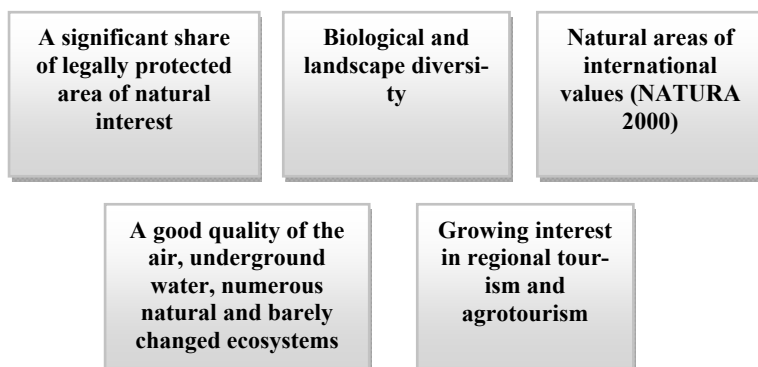 A significant share
of legally protected
area of natural
interest
Biological and
landscape diversi-
ty
Natural areas of
international
values (NATURA
2000)
A good quality of the
air, underground
water, numerous
natural and barely
changed ecosystems
Growing interest
in regional tour-
ism and
agrotourism